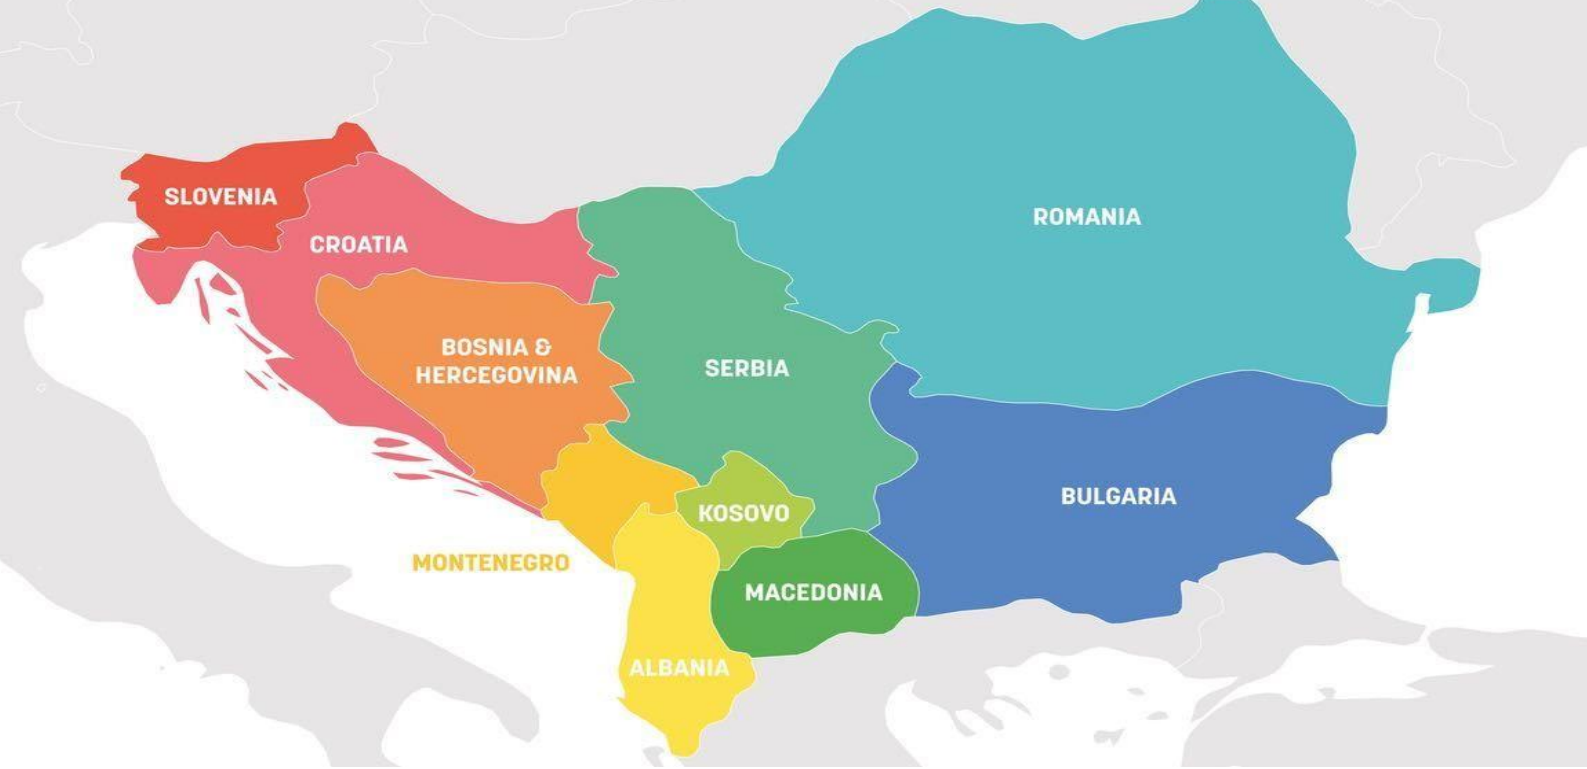 SLOVENIA
ROMANIA
CROATIA
BOSNIA &
HERCEGOVINA
SERBIA
BULGARIA
KOSOVO
MONTENEGRO
MACEDONIA
ALBANIA